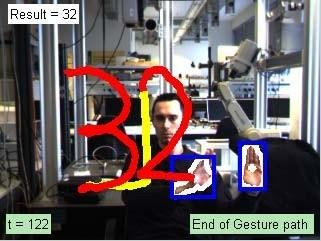 Result = 32
32
t = 122
End of Gesture path